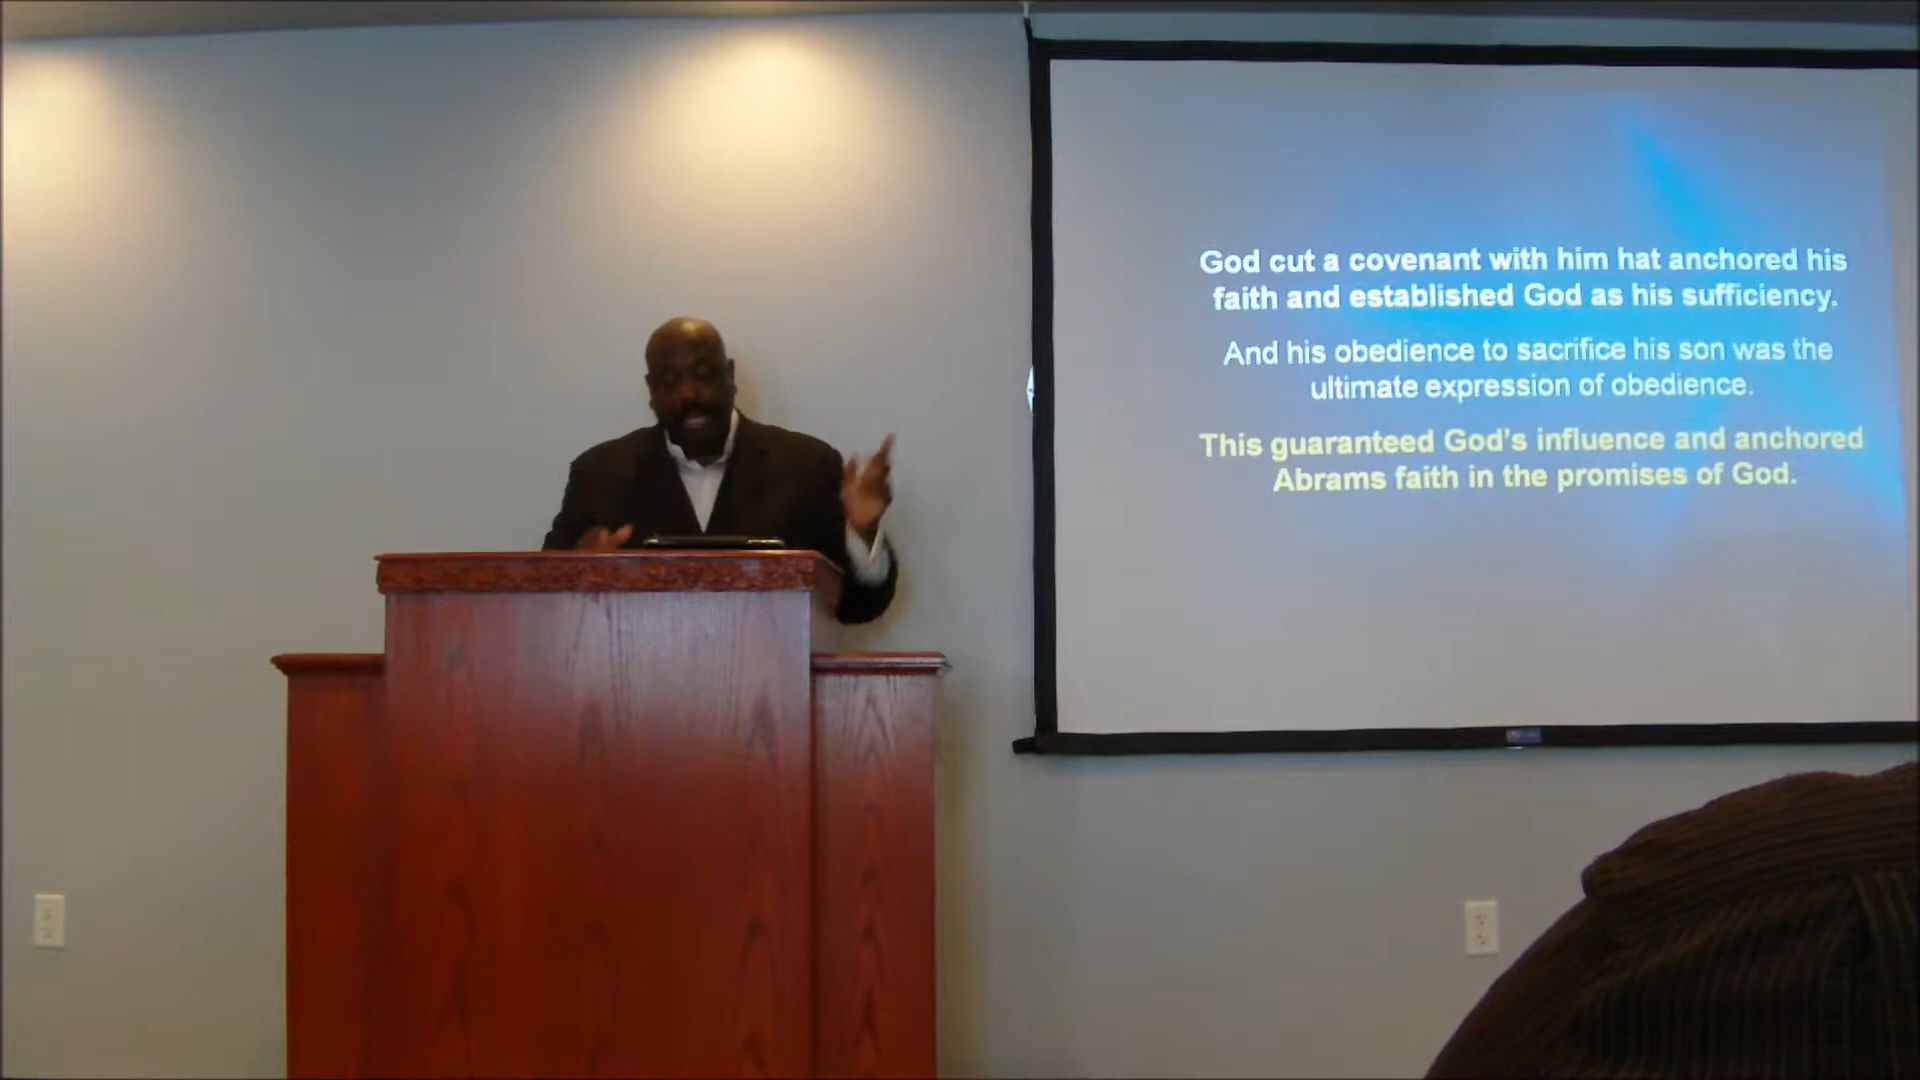 God cut a covenant with him hat anchored his
faith and established God as his sufficiency.
And his obedience to sacrifice his son was the
ultimate expression of obedience.
This guaranteed God's influence and anchored
Abrams faith in the promises of God.